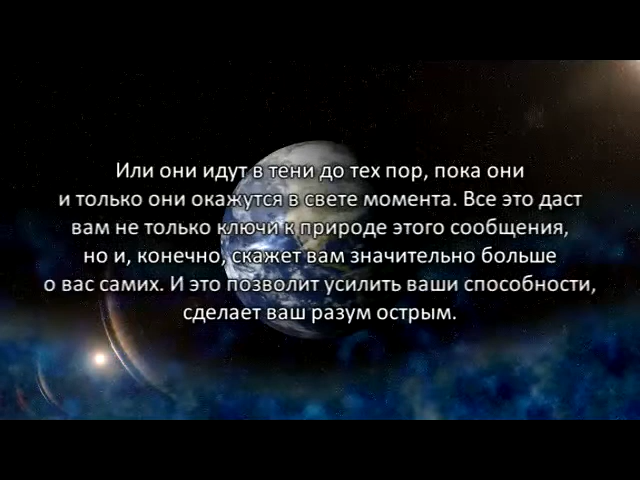 Или они идут в тени до тех пор, пока они
и только они окажутся в свете момента. Все это даст
вам не только ключи к природе этого сообщения,
но и, конечно, скажет вам значительно больше
о вас самих. И это позволит усилить ваши способности,
сделает ваш разум острым.